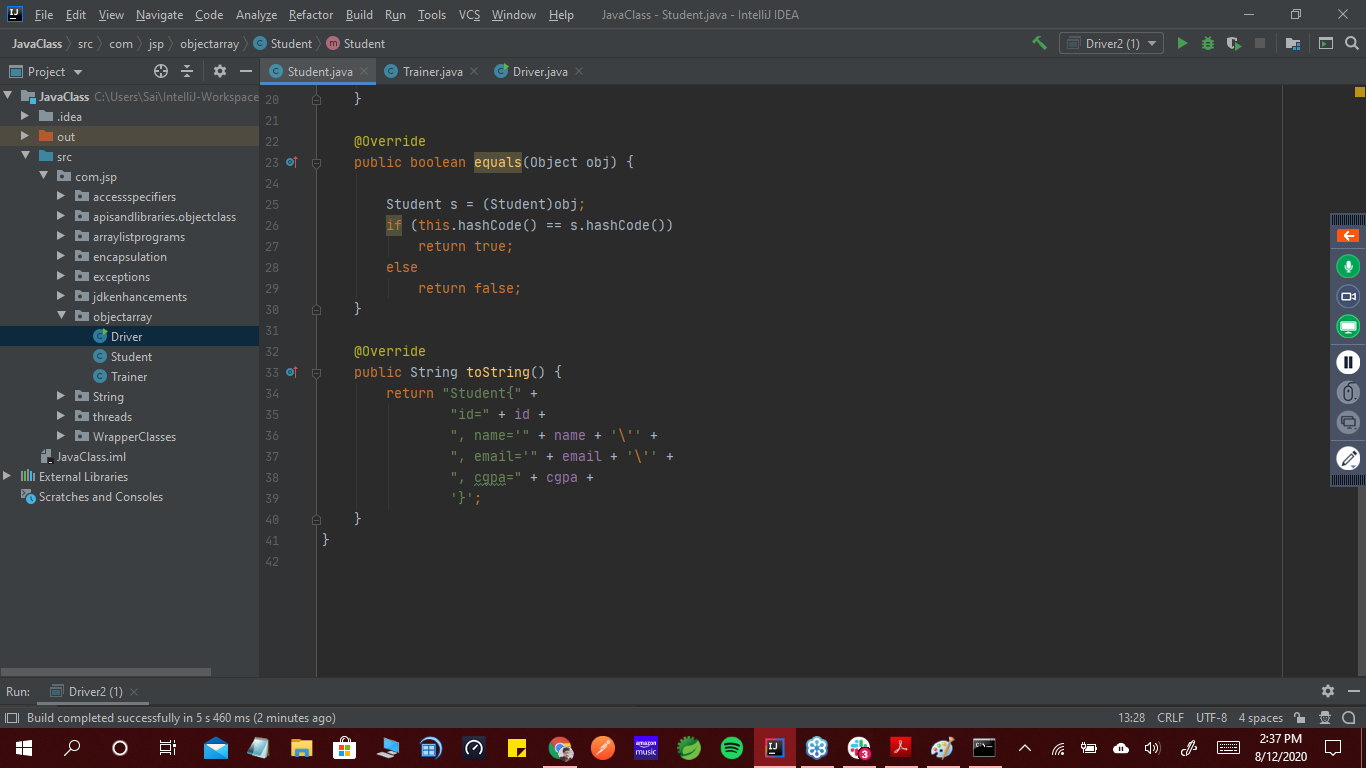 File Edit View Navigate Code Analyze Refactor Build Run Tools VCS Window Help JavaClass - Student.java - IntelliJ IDEA
JavaClass src com jsp objectarray Student Student Driver2 (1)
Project
Student.java Trainer.java Driver.java
JavaClass C:\Users\Sai\IntelliJ-Workspace
.idea
out
src
com.jsp
accessspecifiers
apisandlibraries.objectclass
arraylistprograms
encapsulation
exceptions
jdkenhancements
objectarray
Driver
Student
Trainer
String
threads
WrapperClasses
JavaClass.iml
External Libraries
Scratches and Consoles
20 }
21
22 @Override
23 public boolean equals(Object obj) {
24
25 Student s = (Student)obj;
26 if (this.hashCode() == s.hashCode())
27 return true;
28 else
29 return false;
30 }
31
32 @Override
33 public String toString() {
34 return "Student{" +
35 "id=" + id +
36 ", name='" + name + '\'' +
37 ", email='" + email + '\'' +
38 ", cgpa=" + cgpa +
39 '}';
40 }
41 }
42
Run: Driver2 (1)
Build completed successfully in 5 s 460 ms (2 minutes ago) 13:28 CRLF UTF-8 4 spaces
amazon music
3
2:37 PM
8/12/2020